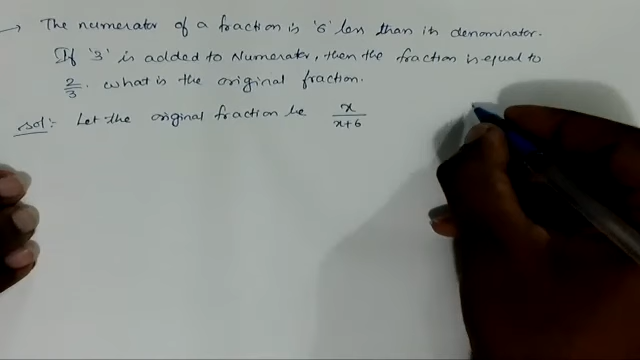 → The numerator of a fraction is '6' less than its denominator.
If '3' is added to Numerator, then the fraction is equal to
2/3. what is the original fraction.
Sol:- Let the original fraction be x/x+6